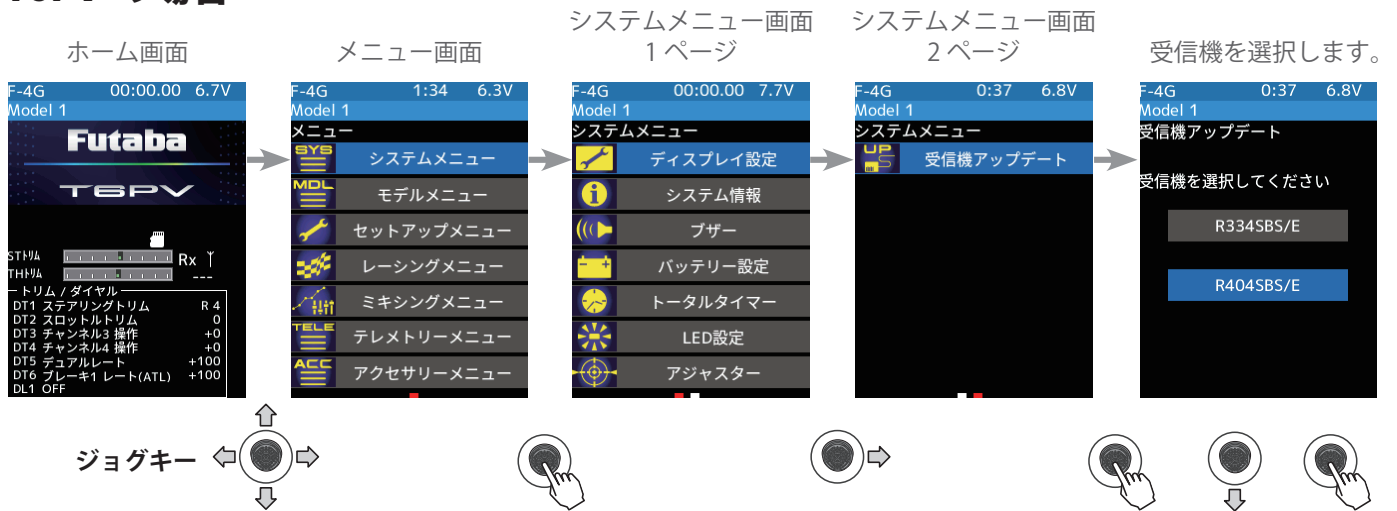 ホーム画面
メニュー画面
システムメニュー画面
1 ページ
システムメニュー画面
2 ページ
受信機を選択します。
F-4G 00:00.00 6.7V
Model 1
Futaba
T6PV
STﾄﾘﾑ
Rx
THﾄﾘﾑ
---
トリム / ダイヤル
DT1 ステアリングトリム R 4
DT2 スロットルトリム 0
DT3 チャンネル3 操作 +0
DT4 チャンネル4 操作 +0
DT5 デュアルレート +100
DT6 ブレーキ1 レート(ATL) +100
DL1 OFF
F-4G 1:34 6.3V
Model 1
メニュー
SYS システムメニュー
MDL モデルメニュー
セットアップメニュー
レーシングメニュー
ミキシングメニュー
TELE テレメトリーメニュー
ACC アクセサリーメニュー
F-4G 00:00.00 7.7V
Model 1
システムメニュー
ディスプレイ設定
システム情報
ブザー
バッテリー設定
トータルタイマー
LED設定
アジャスター
F-4G 0:37 6.8V
Model 1
システムメニュー
UP 受信機アップデート
F-4G 0:37 6.8V
Model 1
受信機アップデート
受信機を選択してください
R334SBS/E
R404SBS/E
ジョグキー